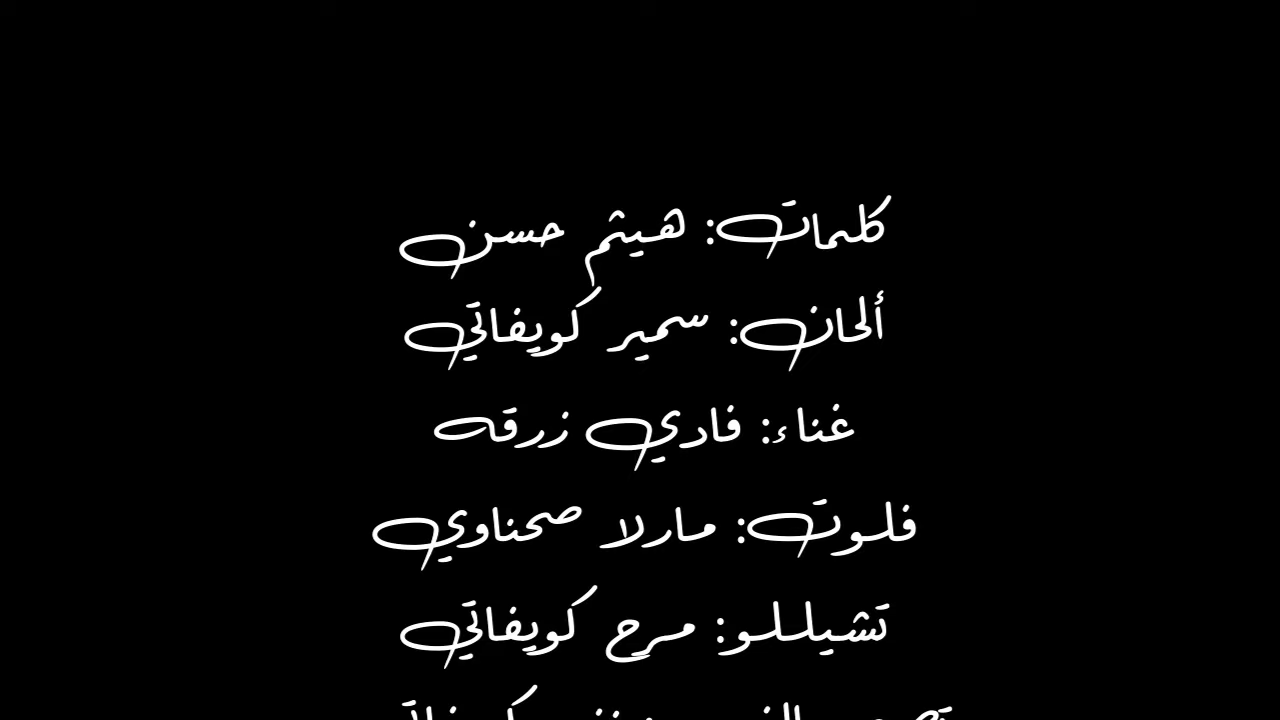 كلمات: هيثم حسن
ألحان: سمير كويفاتي
غناء: فادي زرقه
فلوت: مارلا صحناوي
تشيللو: مرح كويفاتي